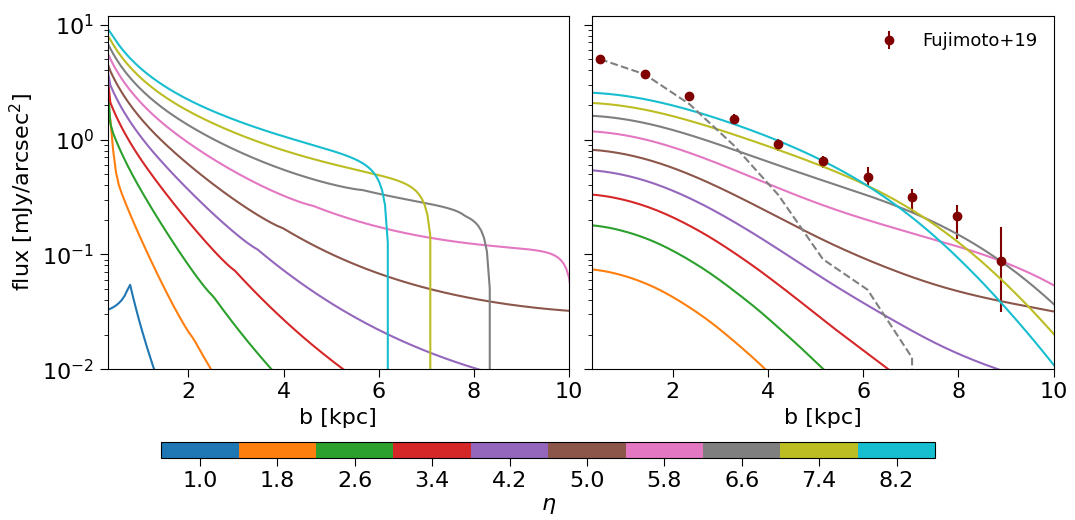 flux [mJy/arcsec²]
10¹
10⁰
10⁻¹
10⁻²
2 4 6 8 10
b [kpc]
Fujimoto+19
2 4 6 8 10
b [kpc]
1.0 1.8 2.6 3.4 4.2 5.0 5.8 6.6 7.4 8.2
η